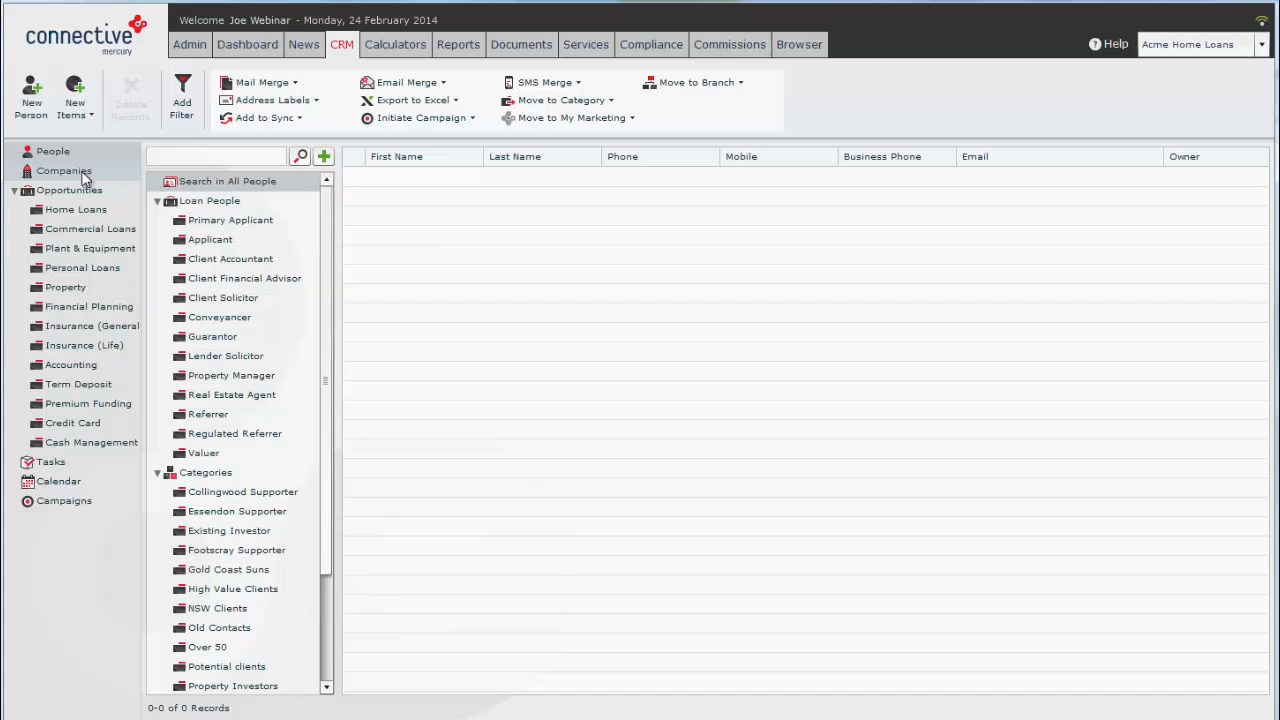 connective
mercury
Welcome Joe Webinar - Monday, 24 February 2014
Admin Dashboard News CRM Calculators Reports Documents Services Compliance Commissions Browser
? Help
Acme Home Loans
New Person
New Items
Delete Records
Add Filter
Mail Merge
Address Labels
Add to Sync
Email Merge
Export to Excel
Initiate Campaign
SMS Merge
Move to Category
Move to My Marketing
Move to Branch
People
Companies
Opportunities
Home Loans
Commercial Loans
Plant & Equipment
Personal Loans
Property
Financial Planning
Insurance (General
Insurance (Life)
Accounting
Term Deposit
Premium Funding
Credit Card
Cash Management
Tasks
Calendar
Campaigns
Search in All People
Loan People
Primary Applicant
Applicant
Client Accountant
Client Financial Advisor
Client Solicitor
Conveyancer
Guarantor
Lender Solicitor
Property Manager
Real Estate Agent
Referrer
Regulated Referrer
Valuer
Categories
Collingwood Supporter
Essendon Supporter
Existing Investor
Footscray Supporter
Gold Coast Suns
High Value Clients
NSW Clients
Old Contacts
Over 50
Potential clients
Property Investors
First Name Last Name Phone Mobile Business Phone Email Owner
0-0 of 0 Records